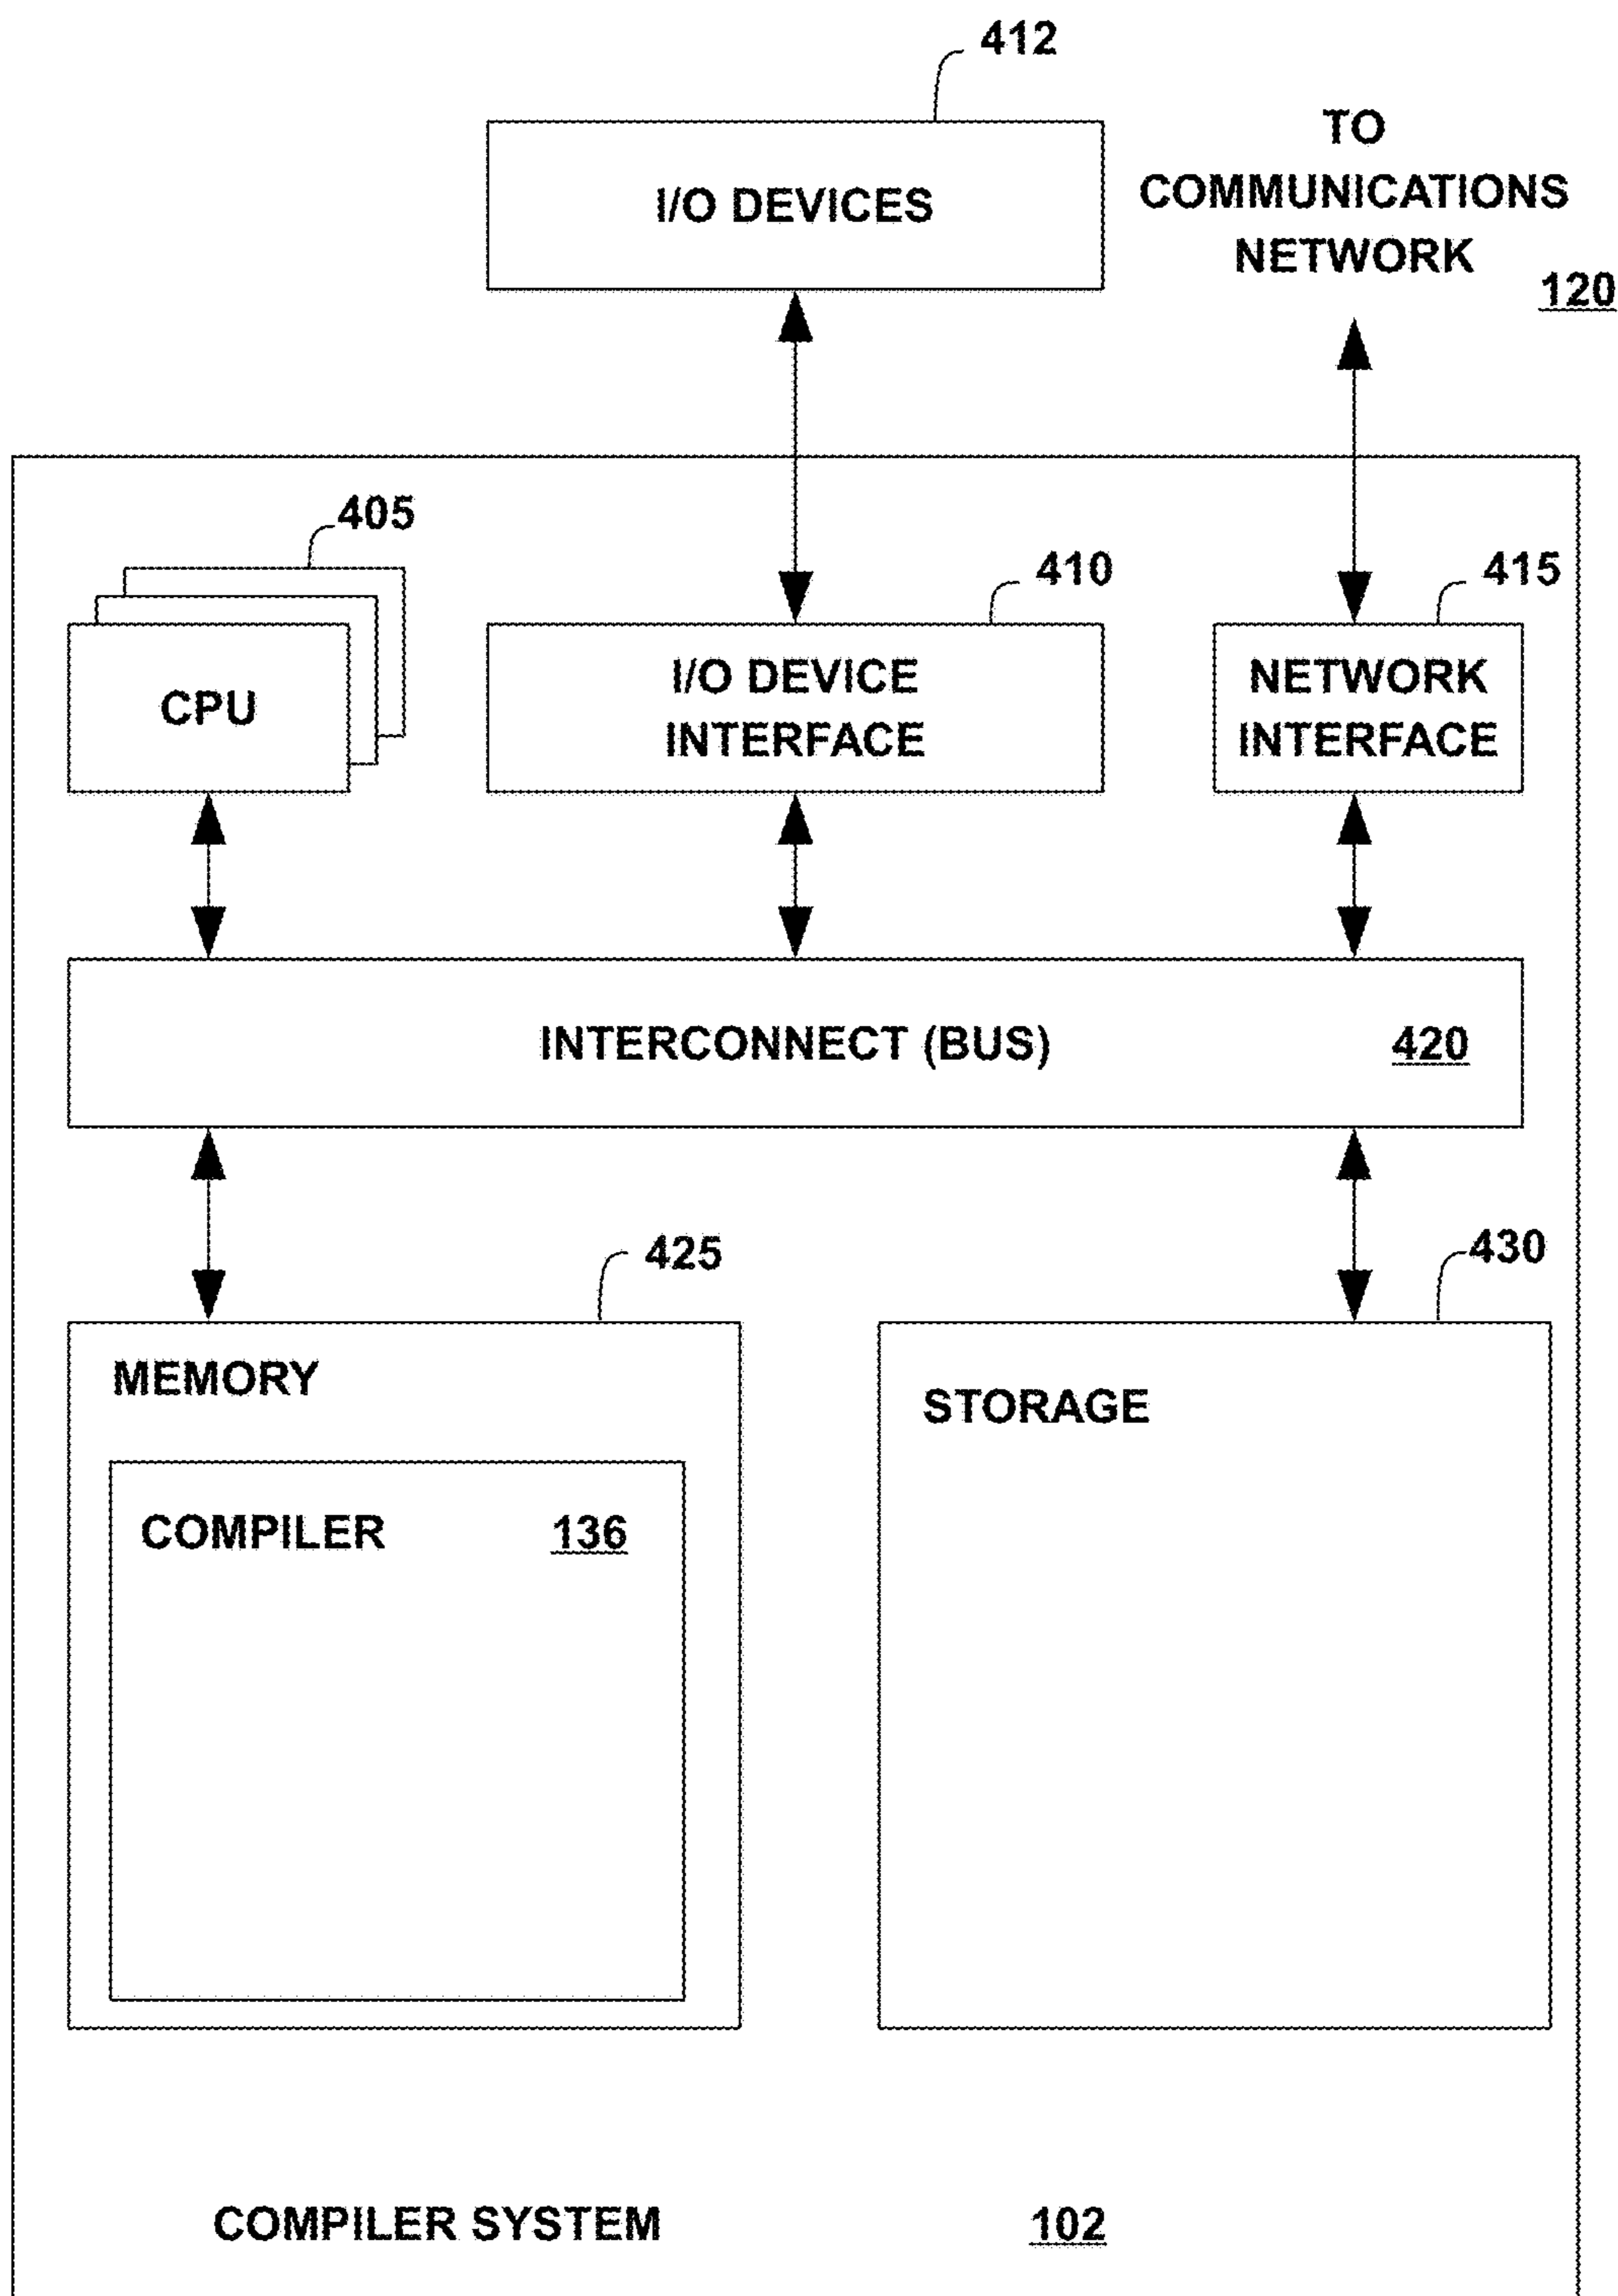 412
I/O DEVICES
TO
COMMUNICATIONS
NETWORK
120
405
410
415
CPU
I/O DEVICE
INTERFACE
NETWORK
INTERFACE
INTERCONNECT (BUS) 420
425
430
MEMORY
STORAGE
COMPILER 136
COMPILER SYSTEM 102